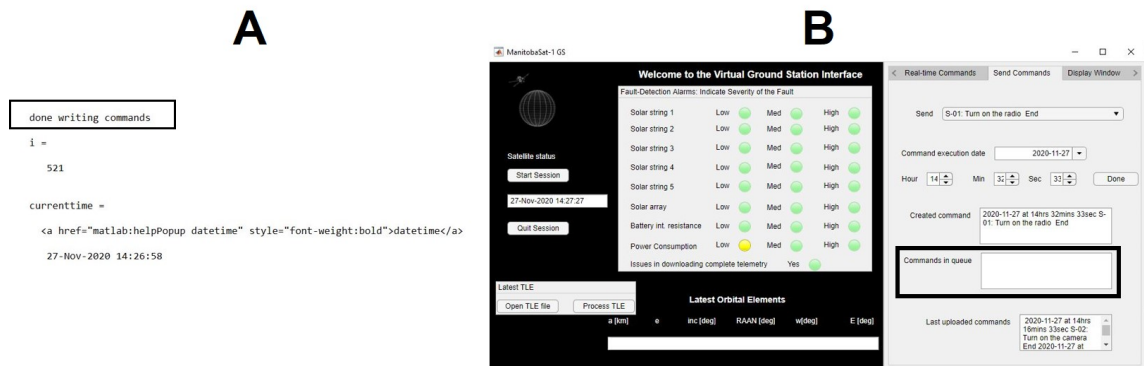 A
done writing commands
i =
521
currenttime =
<a href="matlab:helpPopup datetime" style="font-weight:bold">datetime</a>
27-Nov-2020 14:26:58
B
ManitobaSat-1 GS
Welcome to the Virtual Ground Station Interface
Fault-Detection Alarms: Indicate Severity of the Fault
Solar string 1 Low Med High
Solar string 2 Low Med High
Solar string 3 Low Med High
Solar string 4 Low Med High
Solar string 5 Low Med High
Solar array Low Med High
Battery int. resistance Low Med High
Power Consumption Low Med High
Issues in downloading complete telemetry Yes
Satellite status
Start Session
27-Nov-2020 14:27:27
Quit Session
Latest TLE
Open TLE file Process TLE
Latest Orbital Elements
a [km] e inc [deg] RAAN [deg] w[deg] E [deg]
Real-time Commands Send Commands Display Window
Send S-01: Turn on the radio End
Command execution date 2020-11-27
Hour 14 Min 32 Sec 33 Done
Created command
2020-11-27 at 14hrs 32mins 33sec S-
01: Turn on the radio End
Commands in queue
Last uploaded commands
2020-11-27 at 14hrs
16mins 33sec S-02:
Turn on the camera
End 2020-11-27 at